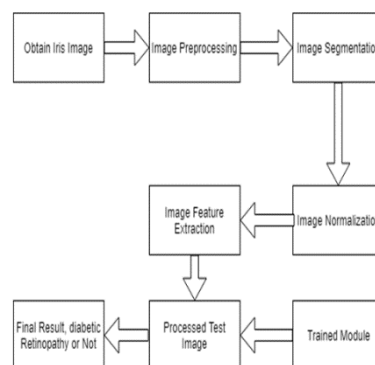 Obtain Iris Image
Image Preprocessing
Image Segmentatio
Image Normalizatio
Image Feature
Extraction
Processed Test
Image
Trained Module
Final Result, diabetic
Retinopathy or Not